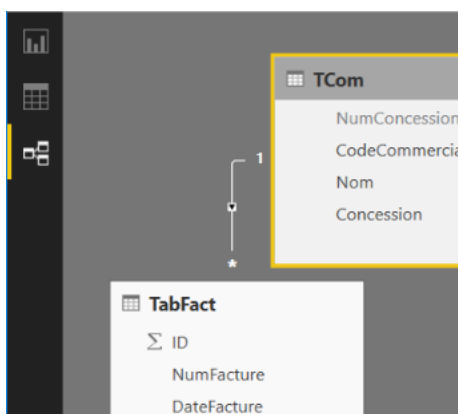 TCom
NumConcession
CodeCommercia
Nom
Concession
1
*
TabFact
Σ ID
NumFacture
DateFacture